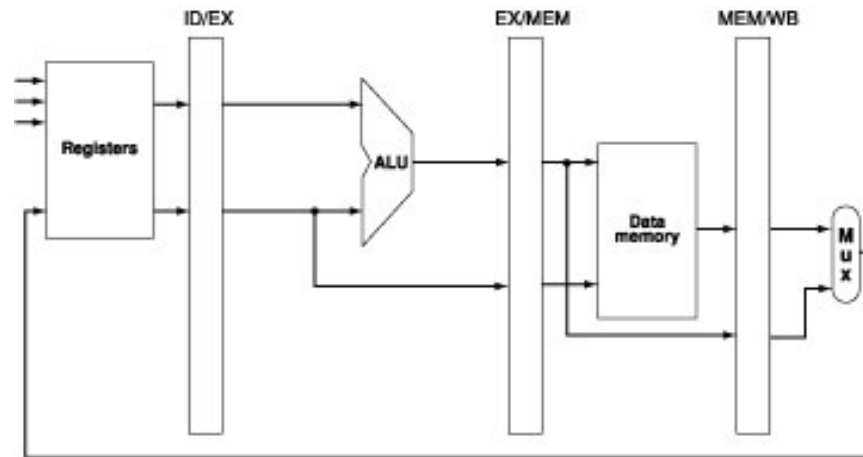 ID/EX
EX/MEM
MEM/WB
Registers
ALU
Data
memory
M
u
x